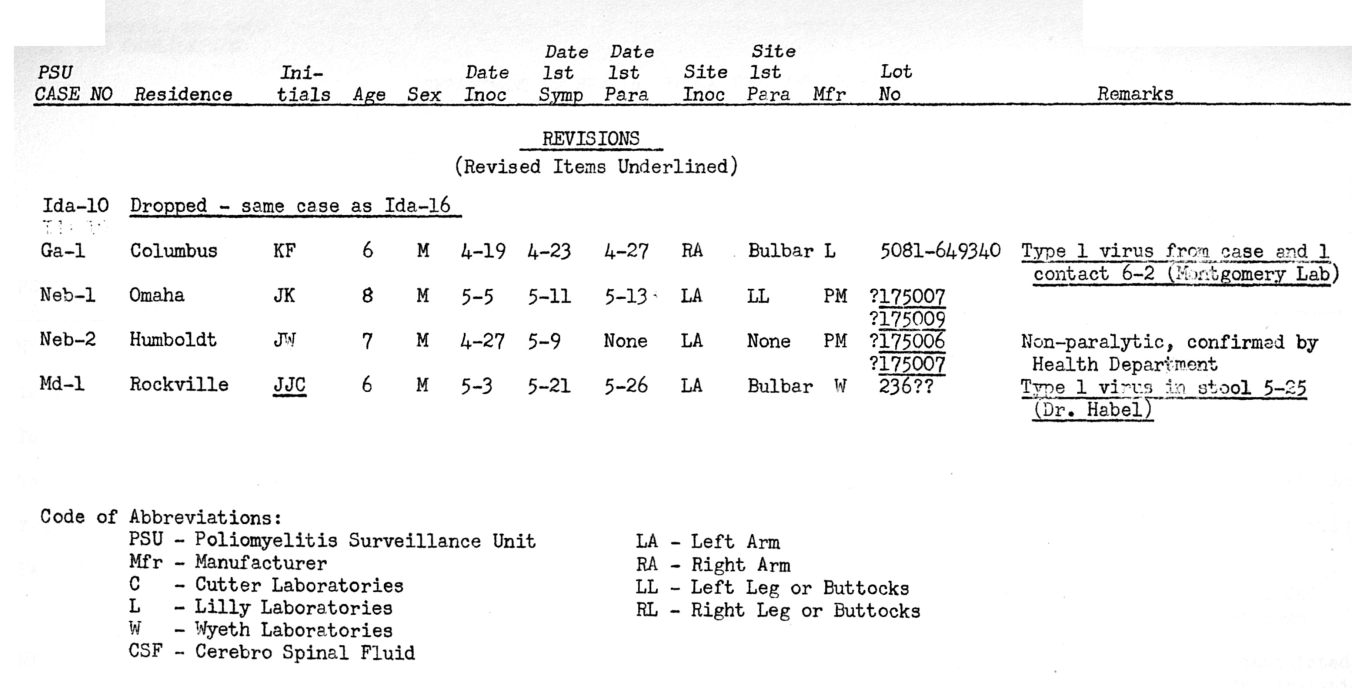 Date Date Site
PSU Ini- Date 1st 1st Site 1st Lot
CASE NO Residence tials Age Sex Inoc Symp Para Inoc Para Mfr No Remarks
REVISIONS
(Revised Items Underlined)
Ida-10 Dropped - same case as Ida-16
Ga-1 Columbus KF 6 M 4-19 4-23 4-27 RA Bulbar L 5081-649340 Type 1 virus from case and 1
contact 6-2 (Montgomery Lab)
Neb-1 Omaha JK 8 M 5-5 5-11 5-13 LA LL PM ?175007
?175009
Neb-2 Humboldt JW 7 M 4-27 5-9 None LA None PM ?175006 Non-paralytic, confirmed by
?175007 Health Department
Md-1 Rockville JJC 6 M 5-3 5-21 5-26 LA Bulbar W 236?? Type 1 virus in stool 5-25
(Dr. Habel)
Code of Abbreviations:
PSU - Poliomyelitis Surveillance Unit LA - Left Arm
Mfr - Manufacturer RA - Right Arm
C - Cutter Laboratories LL - Left Leg or Buttocks
L - Lilly Laboratories RL - Right Leg or Buttocks
W - Wyeth Laboratories
CSF - Cerebro Spinal Fluid